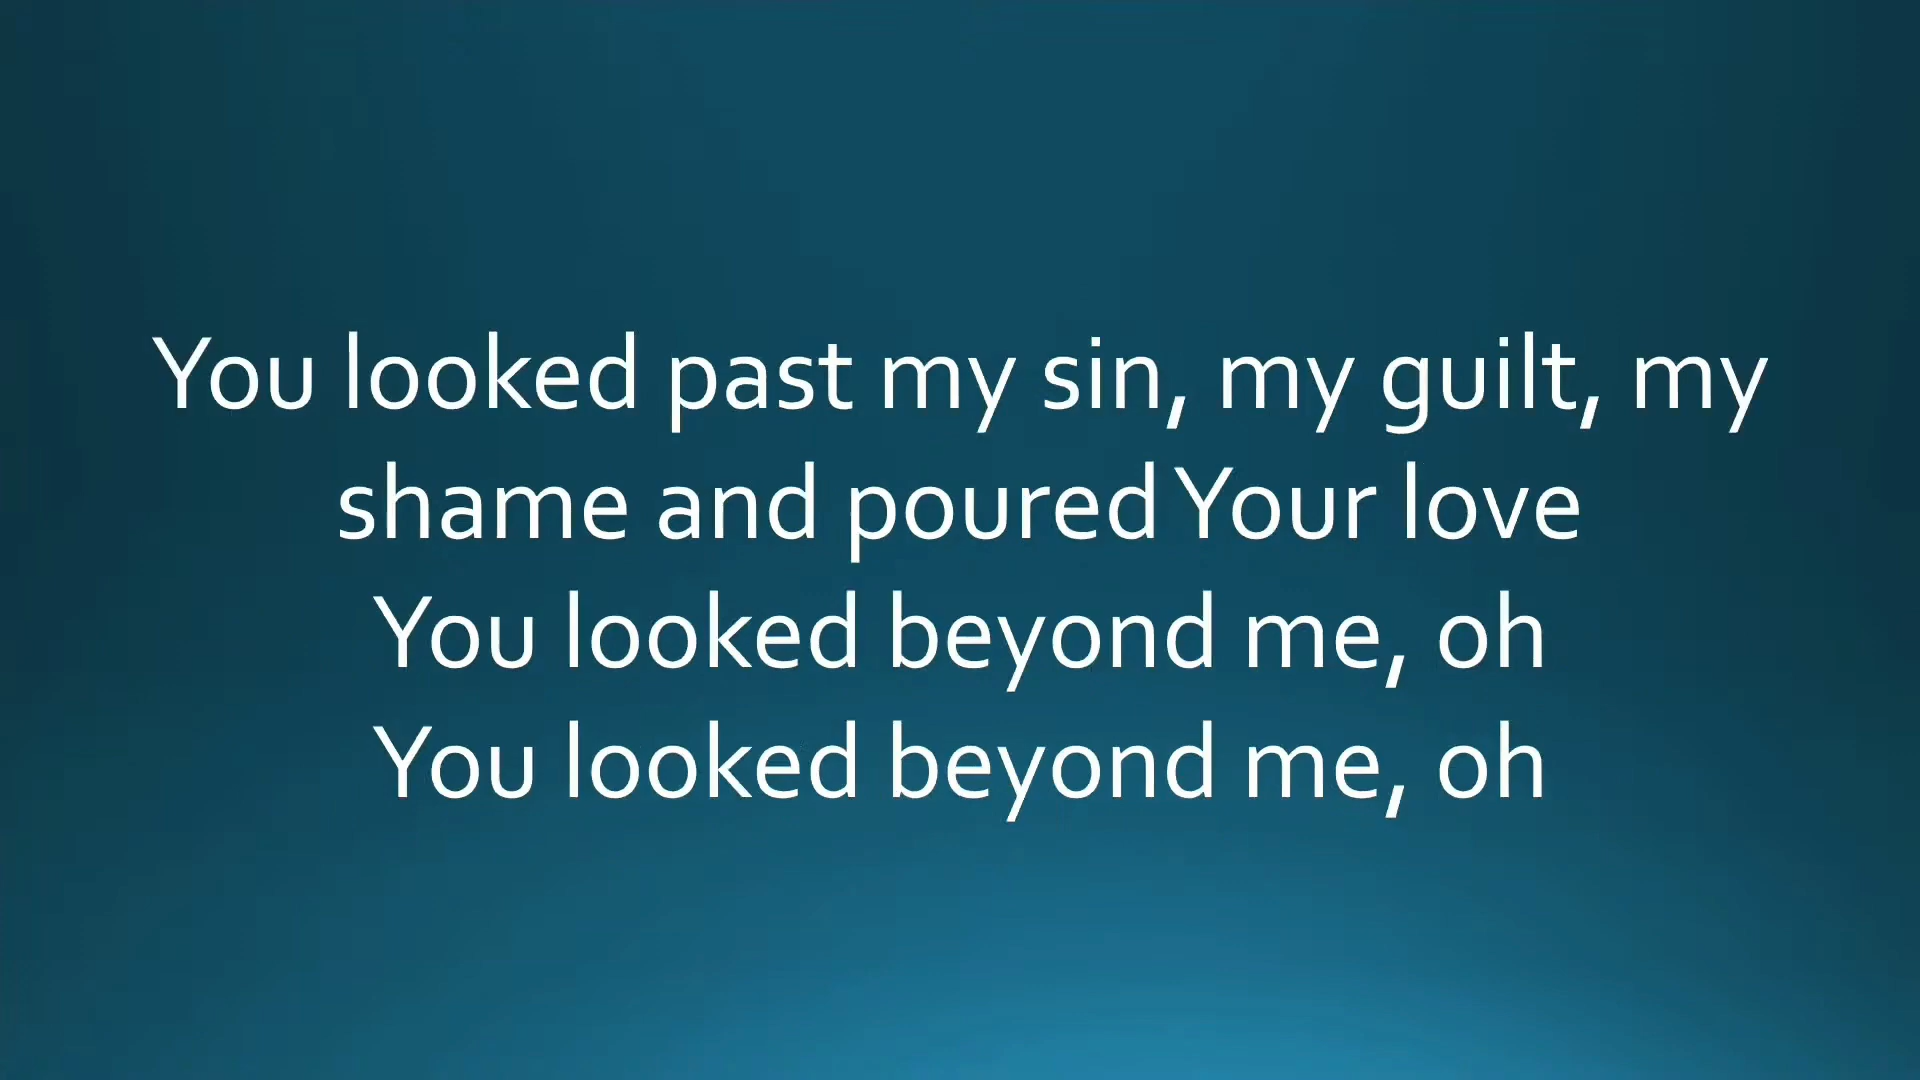 You looked past my sin, my guilt, my
shame and poured Your love
You looked beyond me, oh
You looked beyond me, oh